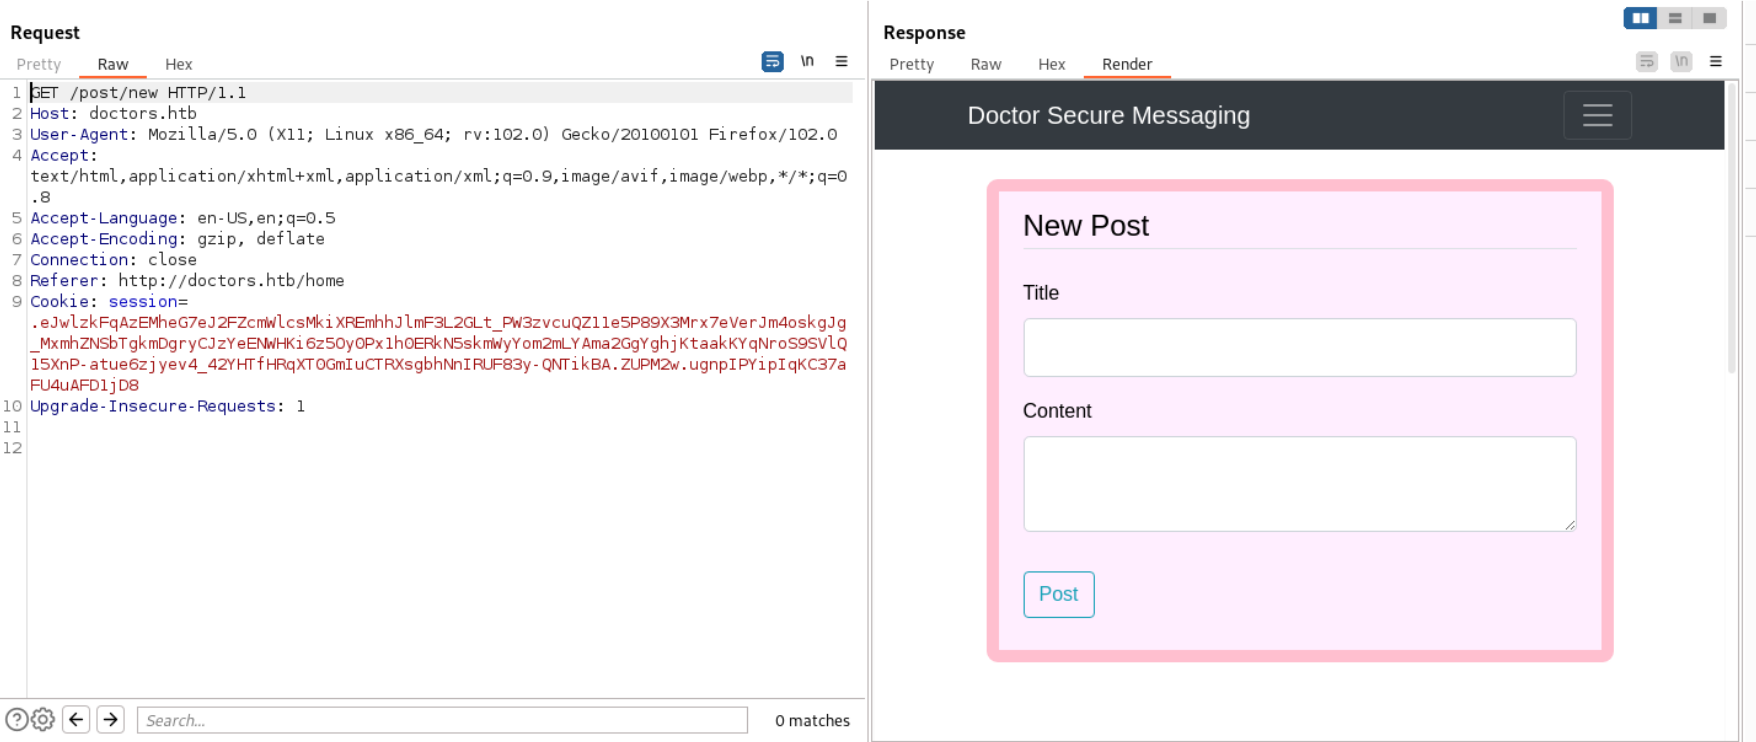 Request
Pretty Raw Hex \n
1 GET /post/new HTTP/1.1
2 Host: doctors.htb
3 User-Agent: Mozilla/5.0 (X11; Linux x86_64; rv:102.0) Gecko/20100101 Firefox/102.0
4 Accept:
text/html,application/xhtml+xml,application/xml;q=0.9,image/avif,image/webp,*/*;q=0
.8
5 Accept-Language: en-US,en;q=0.5
6 Accept-Encoding: gzip, deflate
7 Connection: close
8 Referer: http://doctors.htb/home
9 Cookie: session=
.eJwlzkFqAzEMheG7eJ2FZcmWlcsMkiXREmhhJlmF3L2GLt_PW3zvcuQZ11e5P89X3Mrx7eVerJm4oskgJg
_MxmhZNSbTgkmDgryCJzYeENWHKi6z5Oy0Px1h0ERkN5skmWyYom2mLYAma2GgYghjKtaakKYqNroS9SVlQ
15XnP-atue6zjyev4_42YHTfHRqXTOGmIuCTRXsgbhNnIRUF83y-QNTikBA.ZUPM2w.ugnpIPYipIqKC37a
FU4uAFD1jD8
10 Upgrade-Insecure-Requests: 1
11
12
Search...
0 matches
Response
Pretty Raw Hex Render \n
Doctor Secure Messaging
New Post
Title
Content
Post